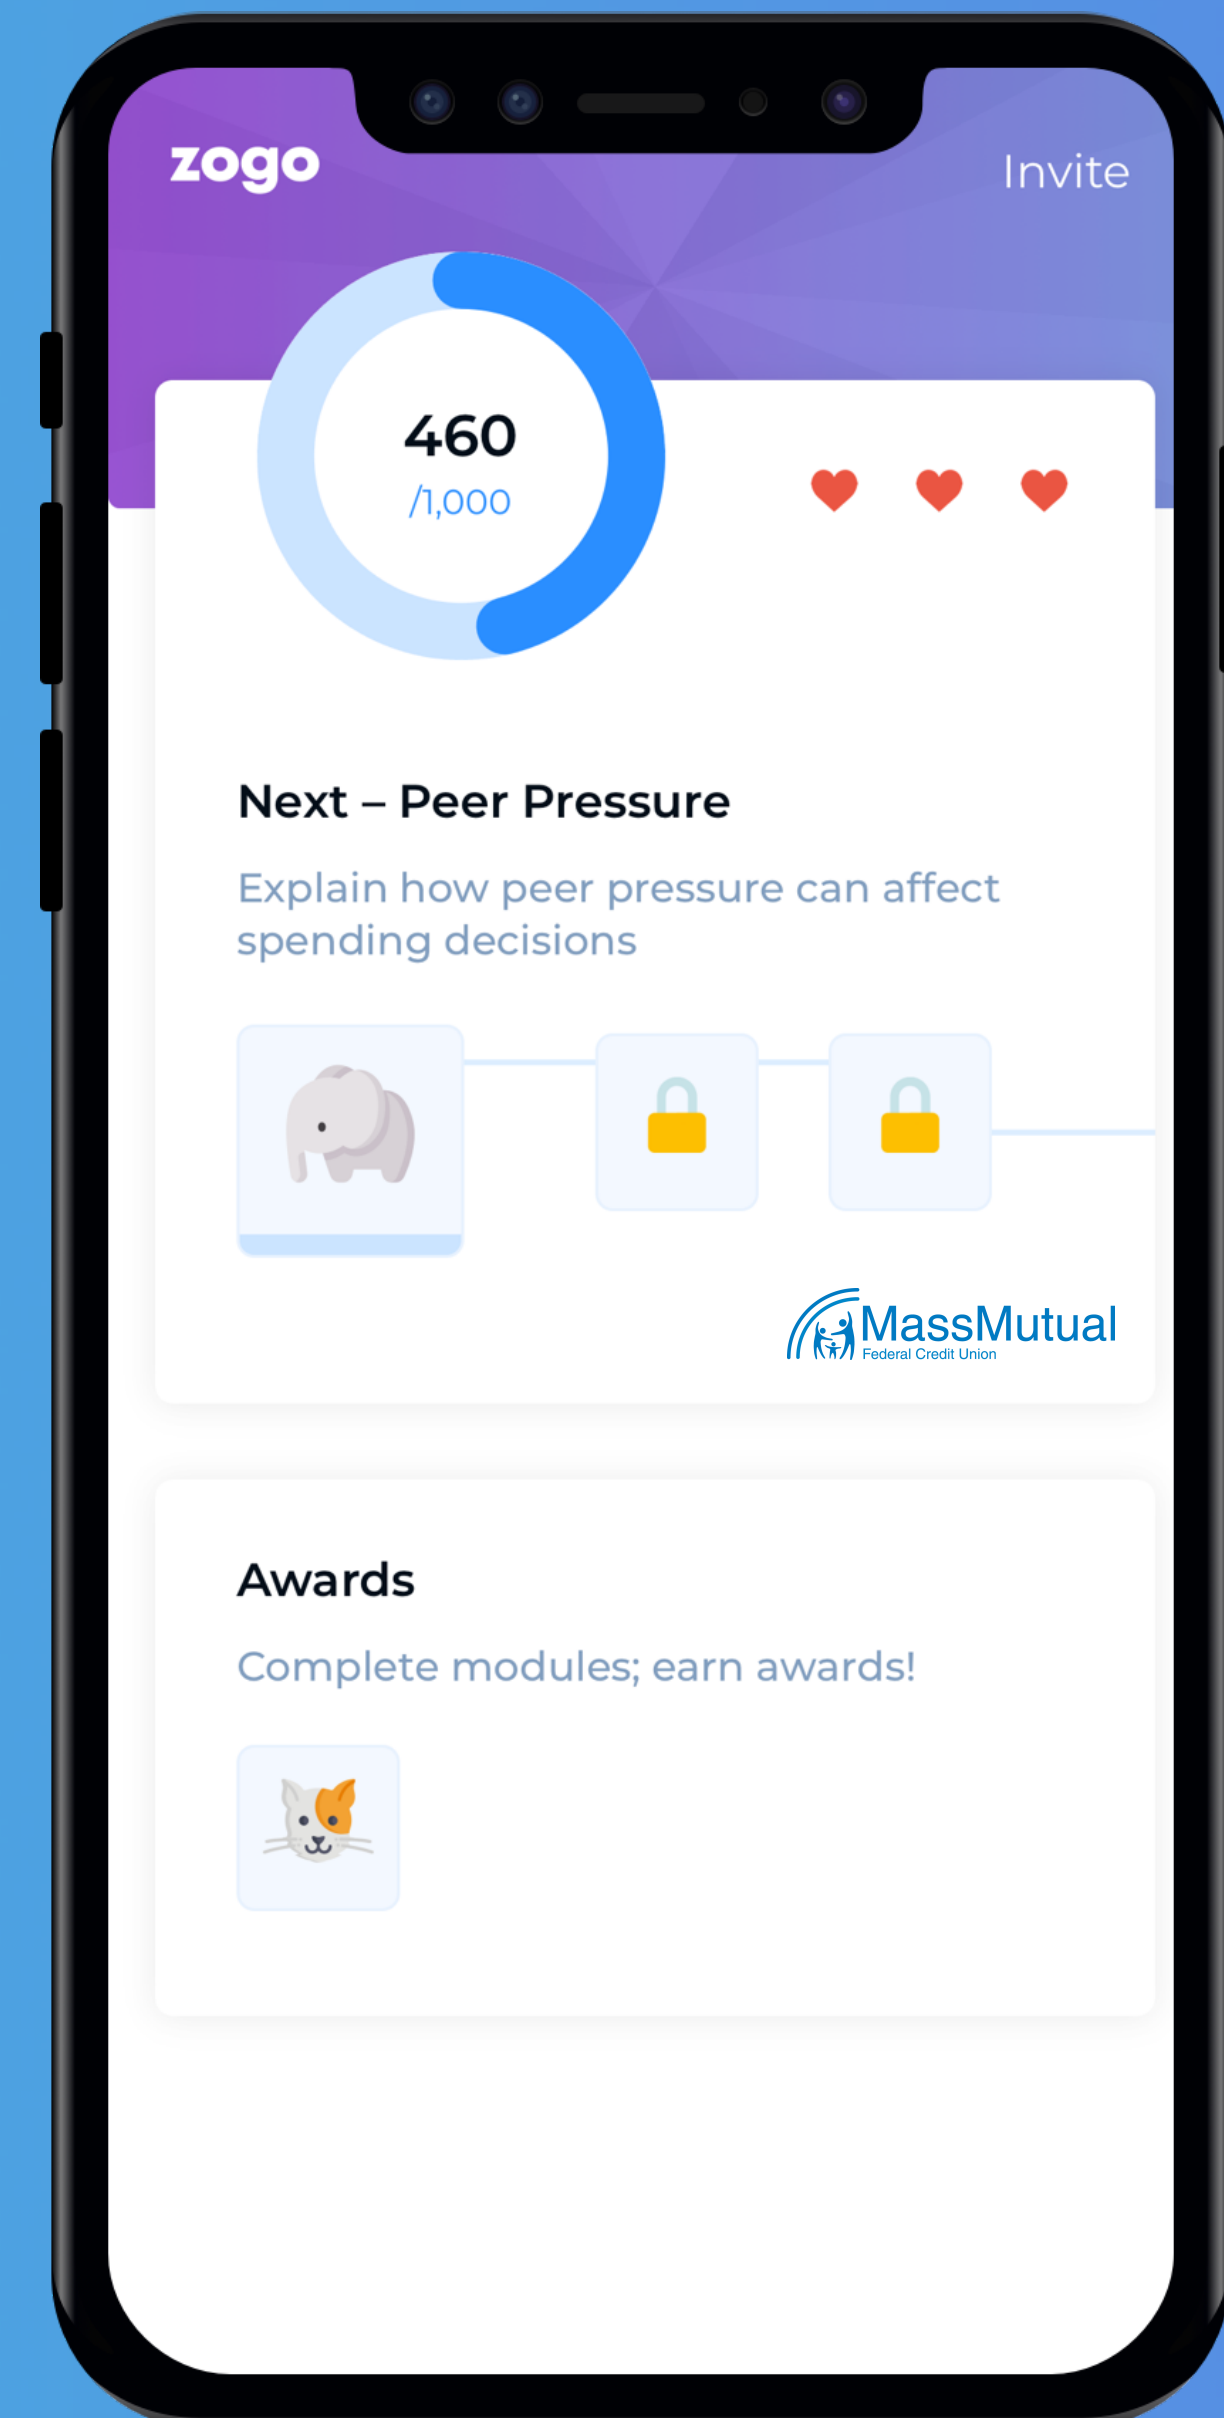 zogo
Invite
460
/1,000
Next – Peer Pressure
Explain how peer pressure can affect
spending decisions
MassMutual
Federal Credit Union
Awards
Complete modules; earn awards!